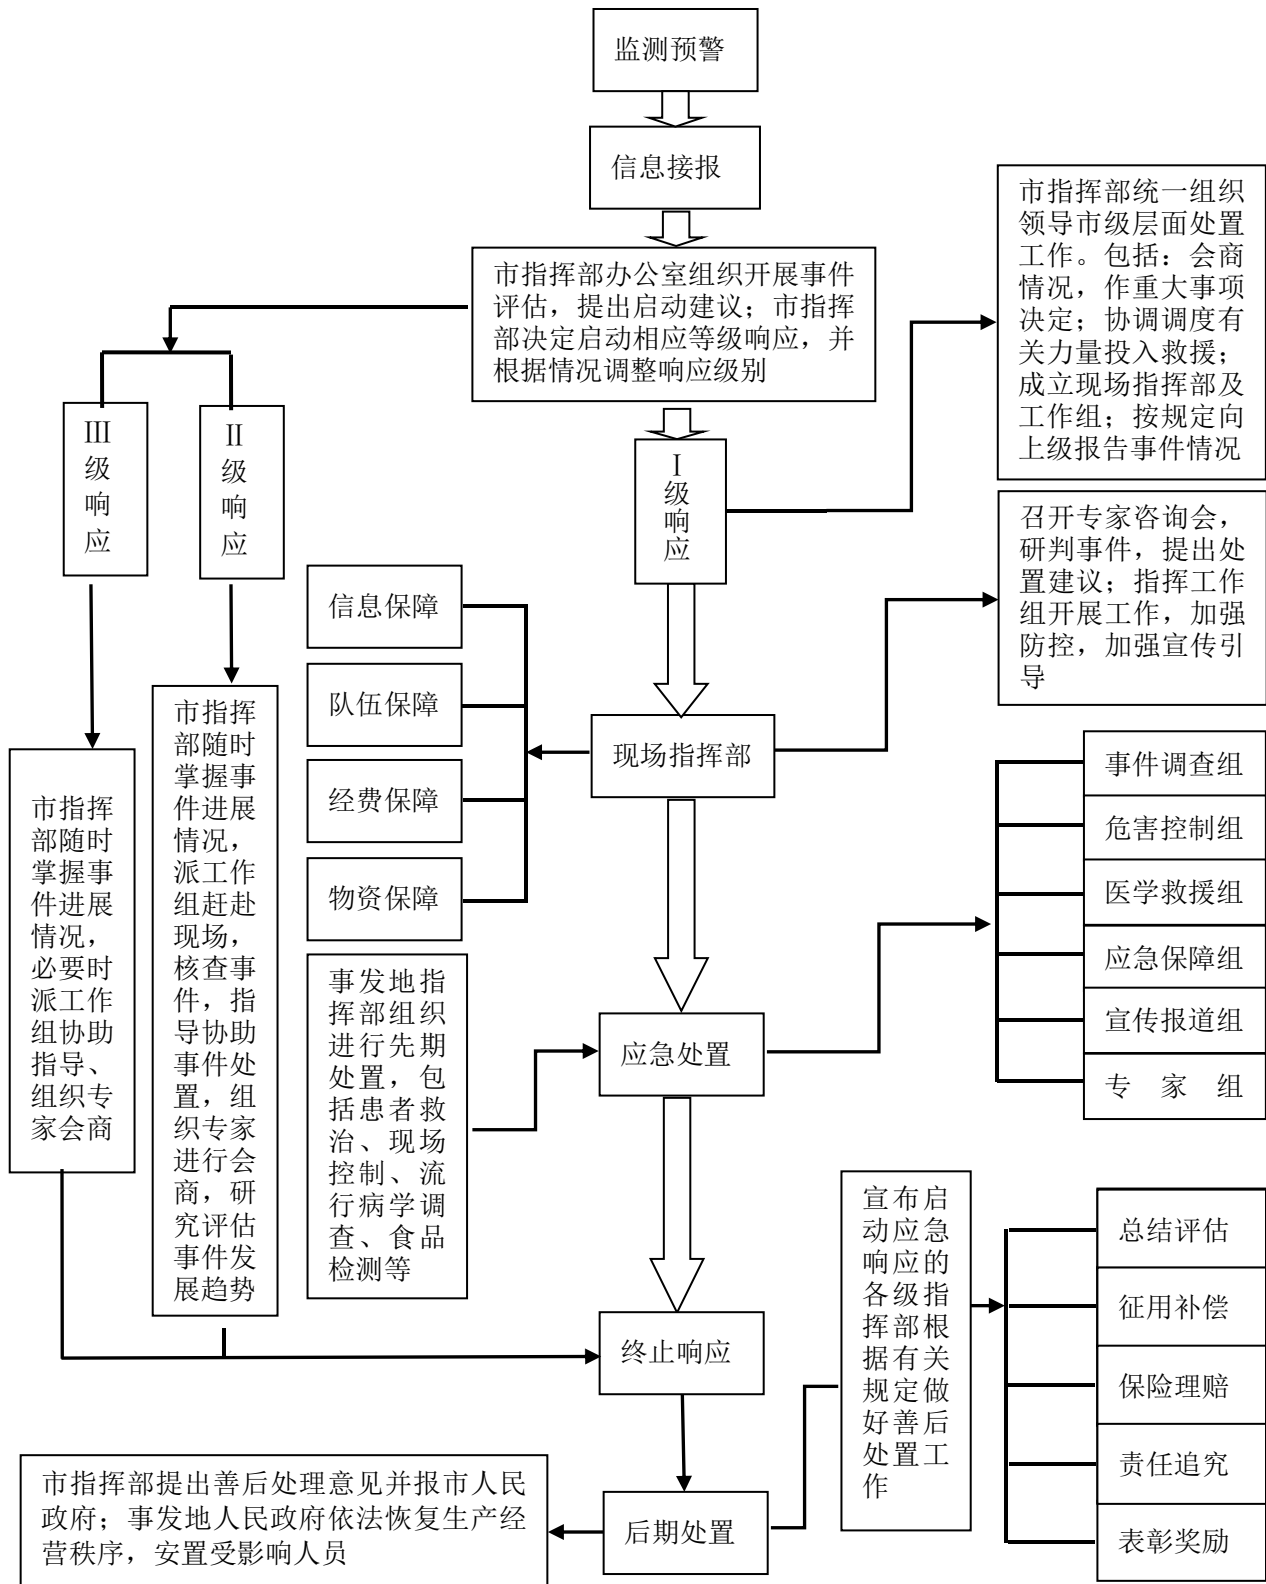 监测预警
信息接报
市指挥部办公室组织开展事件
评估，提出启动建议；市指挥
部决定启动相应等级响应，并
根据情况调整响应级别
市指挥部统一组织
领导市级层面处置
工作。包括：会商
情况，作重大事项
决定；协调调度有
关力量投入救援；
成立现场指挥部及
工作组；按规定向
上级报告事件情况
Ⅲ
级
响
应
Ⅱ
级
响
应
Ⅰ
级
响
应
召开专家咨询会，
研判事件，提出处
置建议；指挥工作
组开展工作，加强
防控，加强宣传引
导
信息保障
队伍保障
经费保障
物资保障
现场指挥部
市指挥
部随时
掌握事
件进展
情况，
必要时
派工作
组协助
指导、
组织专
家会商
市指挥
部随时
掌握事
件进展
情况，
派工作
组赶赴
现场，
核查事
件，指
导协助
事件处
置，组
织专家
进行会
商，研
究评估
事件发
展趋势
事件调查组
危害控制组
医学救援组
应急保障组
宣传报道组
专 家 组
事发地指
挥部组织
进行先期
处置，包
括患者救
治、现场
控制、流
行病学调
查、食品
检测等
应急处置
终止响应
宣布启
动应急
响应的
各级指
挥部根
据有关
规定做
好善后
处置工
作
总结评估
征用补偿
保险理赔
责任追究
表彰奖励
后期处置
市指挥部提出善后处理意见并报市人民
政府；事发地人民政府依法恢复生产经
营秩序，安置受影响人员